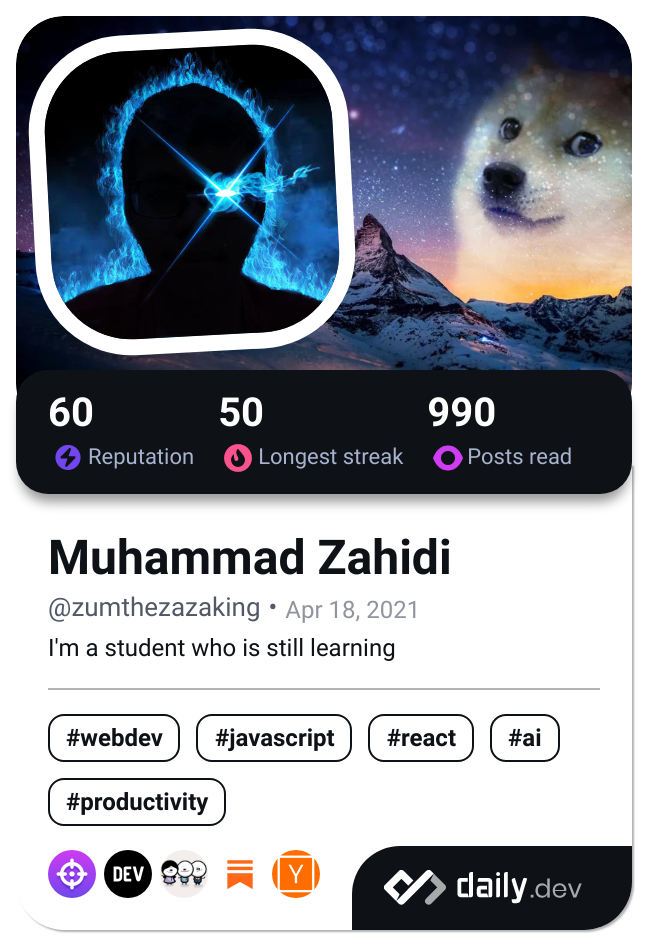 60 50 990
Reputation Longest streak Posts read
Muhammad Zahidi
@zumthezazaking • Apr 18, 2021
I'm a student who is still learning
#webdev #javascript #react #ai
#productivity
DEV Y daily.dev